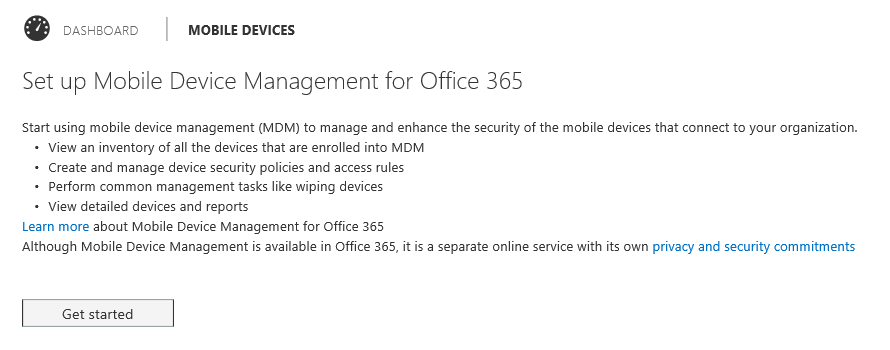 DASHBOARD MOBILE DEVICES
Set up Mobile Device Management for Office 365
Start using mobile device management (MDM) to manage and enhance the security of the mobile devices that connect to your organization.
• View an inventory of all the devices that are enrolled into MDM
• Create and manage device security policies and access rules
• Perform common management tasks like wiping devices
• View detailed devices and reports
Learn more about Mobile Device Management for Office 365
Although Mobile Device Management is available in Office 365, it is a separate online service with its own privacy and security commitments
Get started